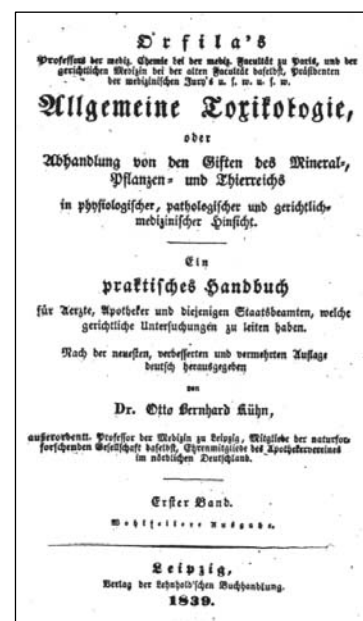 Orfila's
Professors der mediz. Chemie bei der mediz. Facultät zu Paris, und der
gerichtlichen Medizin bei der alten Facultät daselbst, Präsidenten
der medizinischen Jury's u. s. w. u. s. w.
Allgemeine Toxikologie,
oder
Abhandlung von den Giften des Mineral-,
Pflanzen- und Thierreichs
in physiologischer, pathologischer und gerichtlich-
medizinischer Hinsicht.
Ein
praktisches Handbuch
für Aerzte, Apotheker und diejenigen Staatsbeamten, welche
gerichtliche Untersuchungen zu leiten haben.
Nach der neuesten, verbesserten und vermehrten Auflage
deutsch herausgegeben
von
Dr. Otto Bernhard Kühn,
außerordentl. Professor der Medizin zu Leipzig, Mitgliede der naturfor-
forschenden Gesellschaft daselbst, Ehrenmitgliede des Apothekervereines
im nördlichen Deutschland.
Erster Band.
Wohlfeilere Ausgabe.
Leipzig,
Verlag der Lehnhold'schen Buchhandlung.
1839.